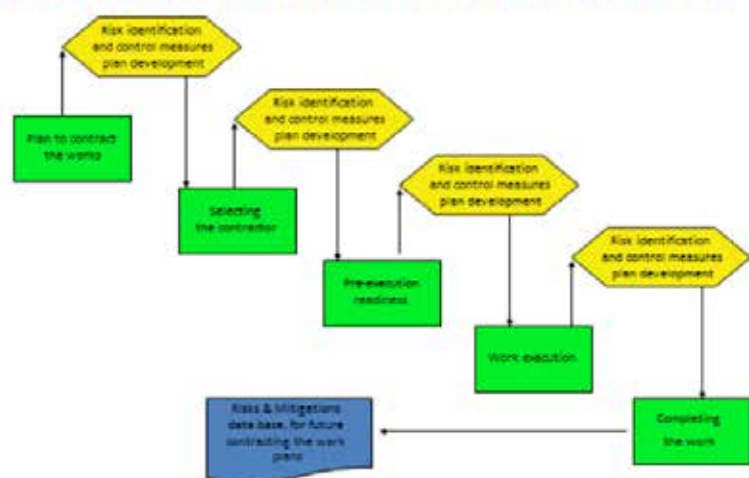 Risk identification
and control measures
plan development
Plan to contract
the works
Risk identification
and control measures
plan development
Selecting
the contractor
Risk identification
and control measures
plan development
Pre-execution
readiness
Risk identification
and control measures
plan development
Work execution
Completing
the work
Risks & Mitigations
data base, for future
contracting the work
plans